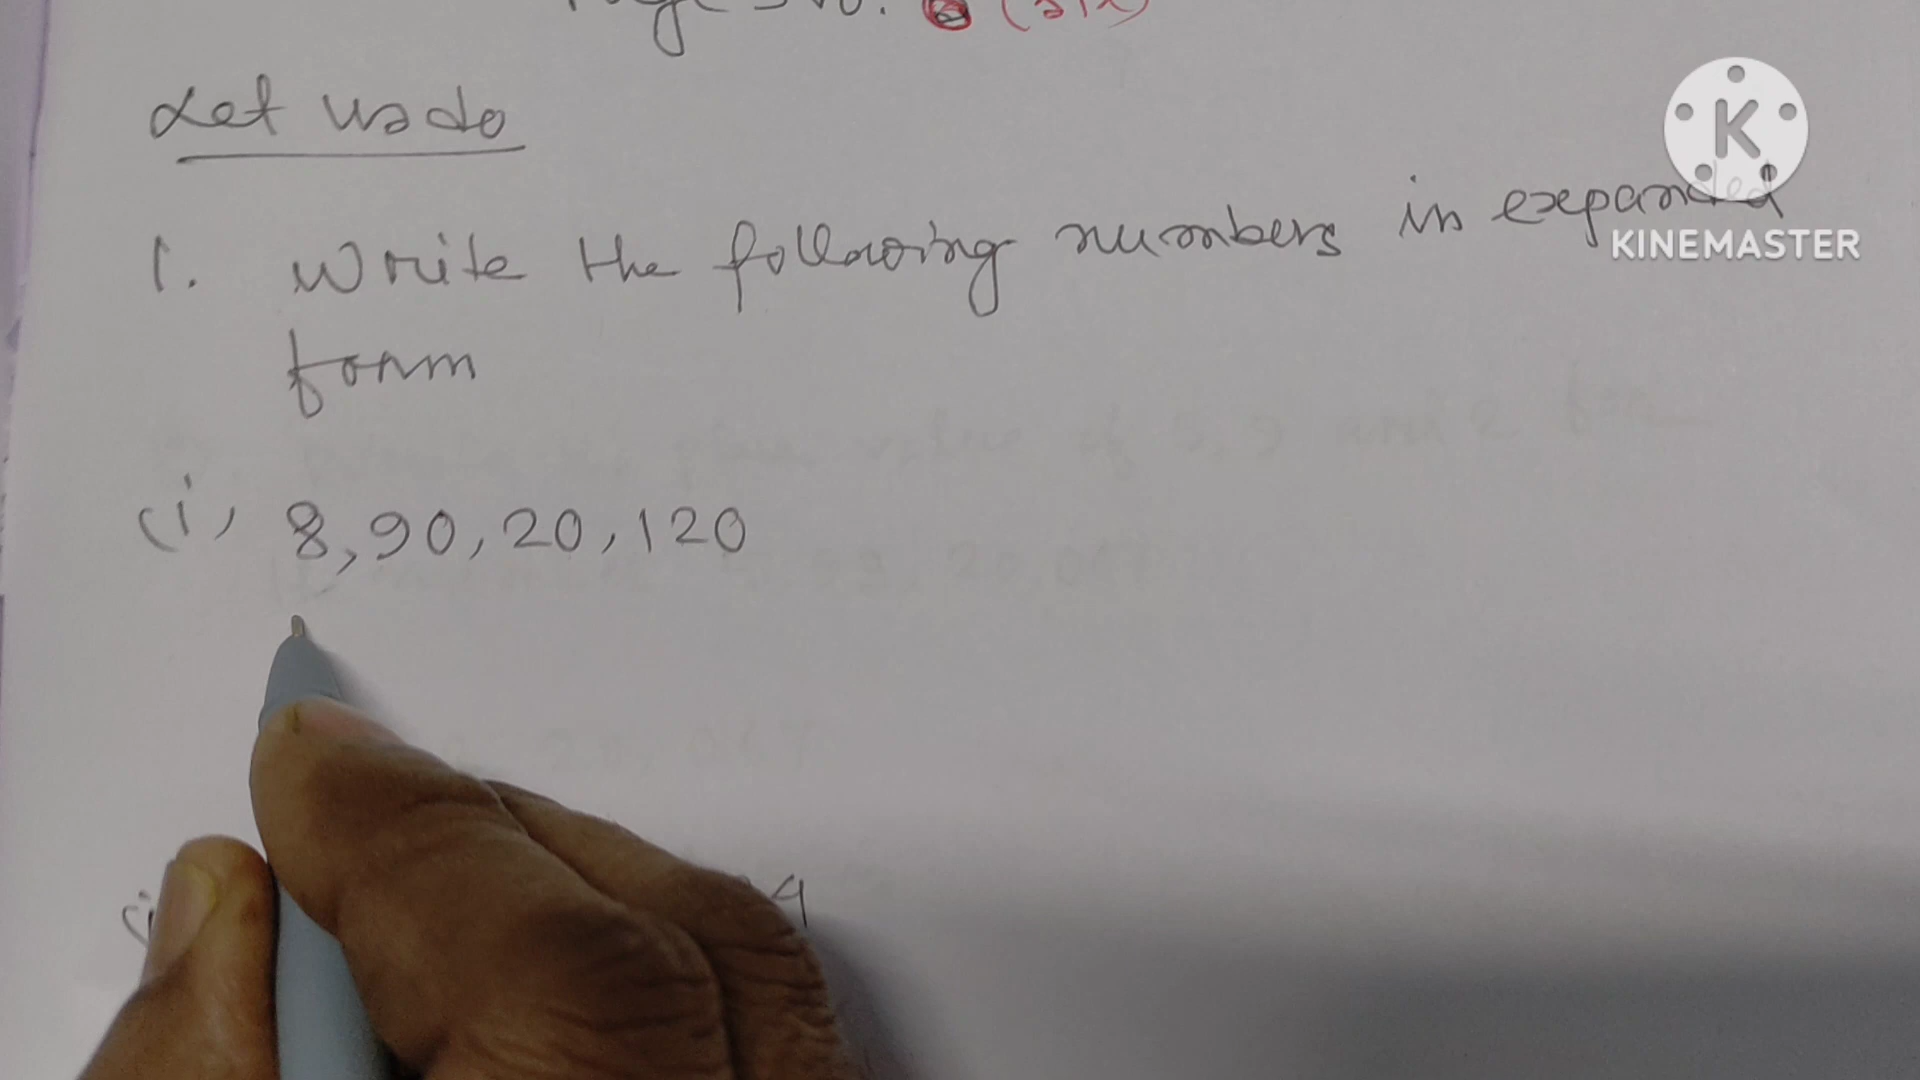 Let us do
KINEMASTER
1. Write the following numbers in expanded
form
(i) 8,90,20,120